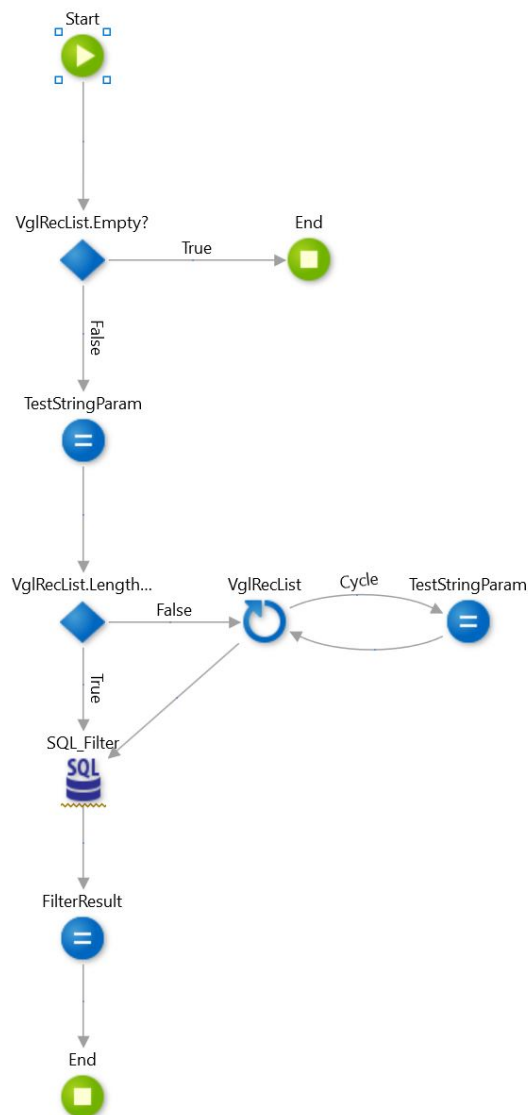 Start
VglRecList.Empty?
True
End
False
TestStringParam
VglRecList.Length...
False
VglRecList
Cycle
TestStringParam
True
SQL_Filter
SQL
FilterResult
End